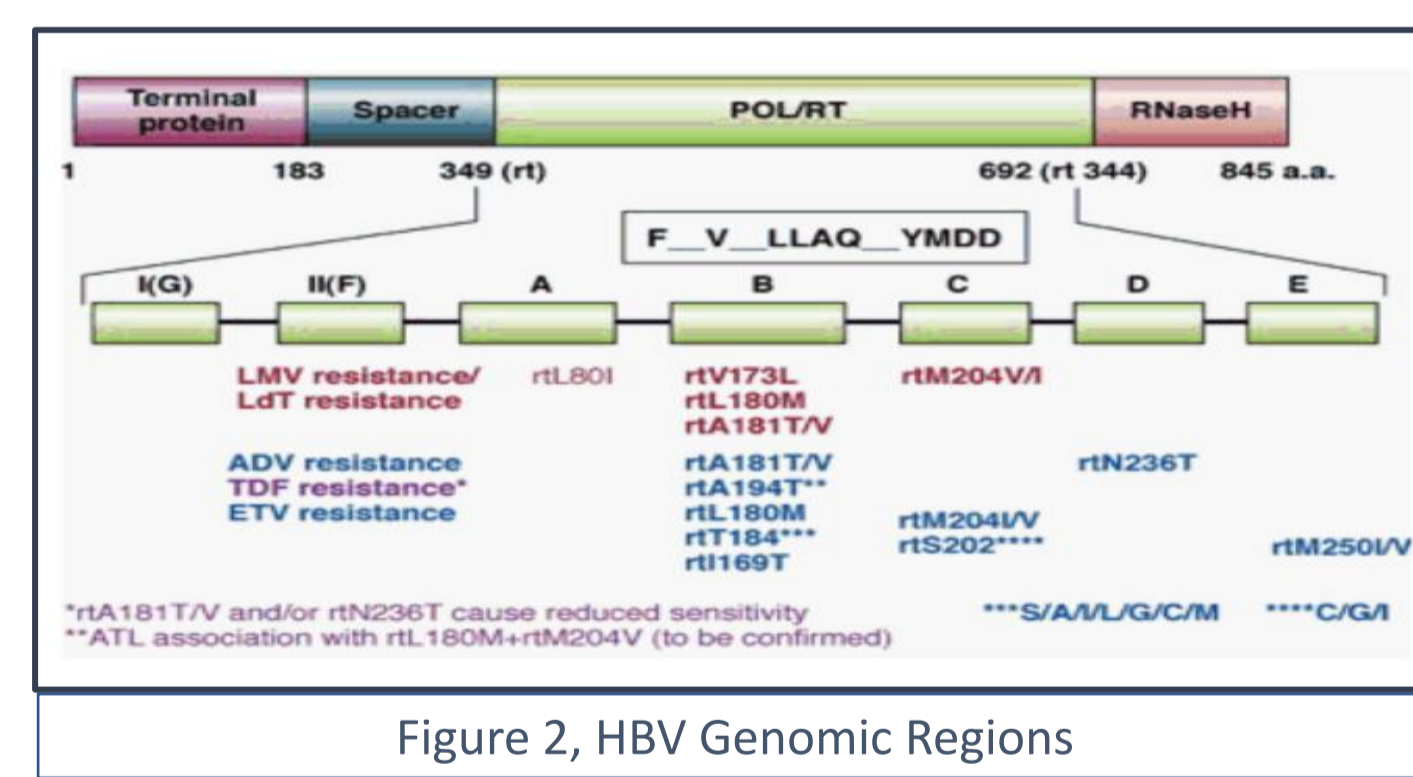 Terminal protein Spacer POL/RT RNaseH
1 183 349 (rt) 692 (rt 344) 845 a.a.
F__V__LLAQ__YMDD
I(G) II(F) A B C D E
LMV resistance/ rtL80I rtV173L rtM204V/I
LdT resistance rtL180M
rtA181T/V
ADV resistance rtA181T/V rtN236T
TDF resistance* rtA194T**
ETV resistance rtL180M rtM204I/V
rtT184*** rtS202**** rtM250I/V
rtI169T
*rtA181T/V and/or rtN236T cause reduced sensitivity ***S/A/I/L/G/C/M ****C/G/I
**ATL association with rtL180M+rtM204V (to be confirmed)
Figure 2, HBV Genomic Regions